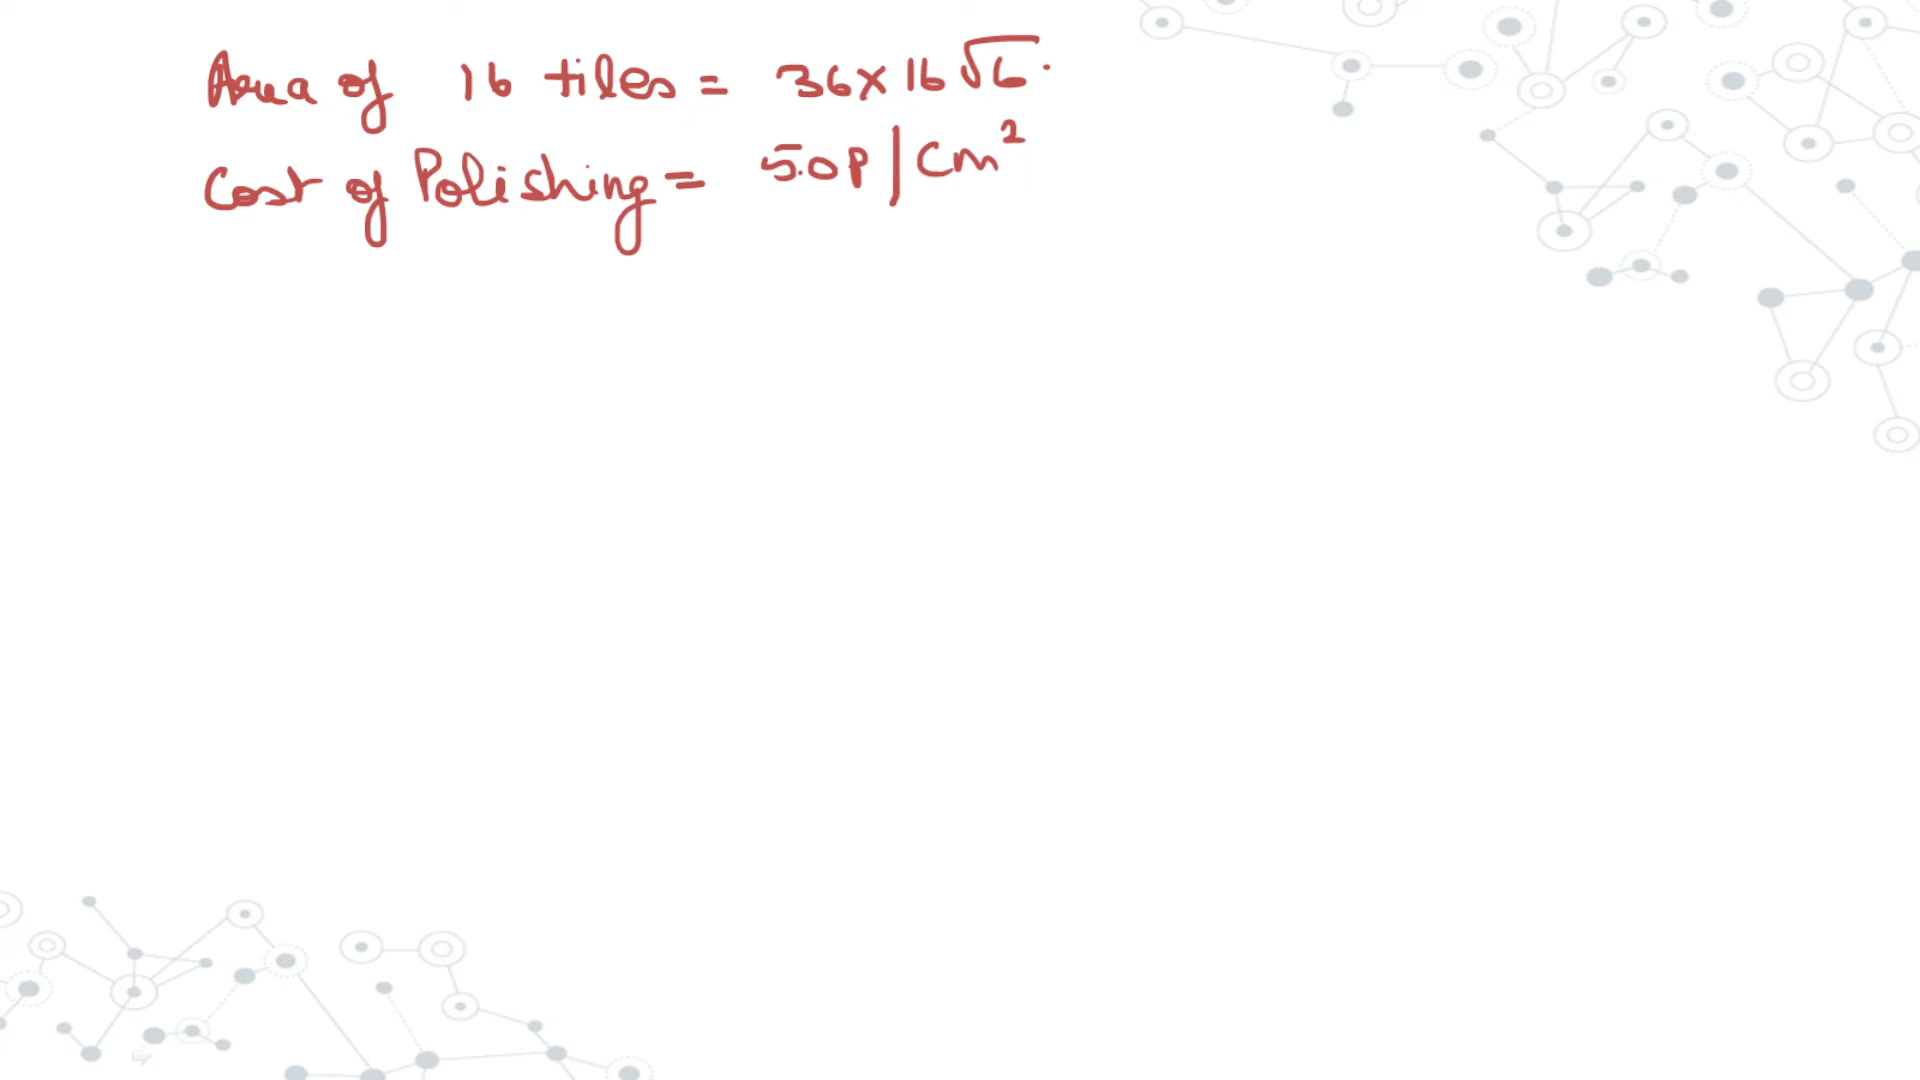 Area of 16 tiles = 36×16√6.
Cost of Polishing = 50P|Cm²